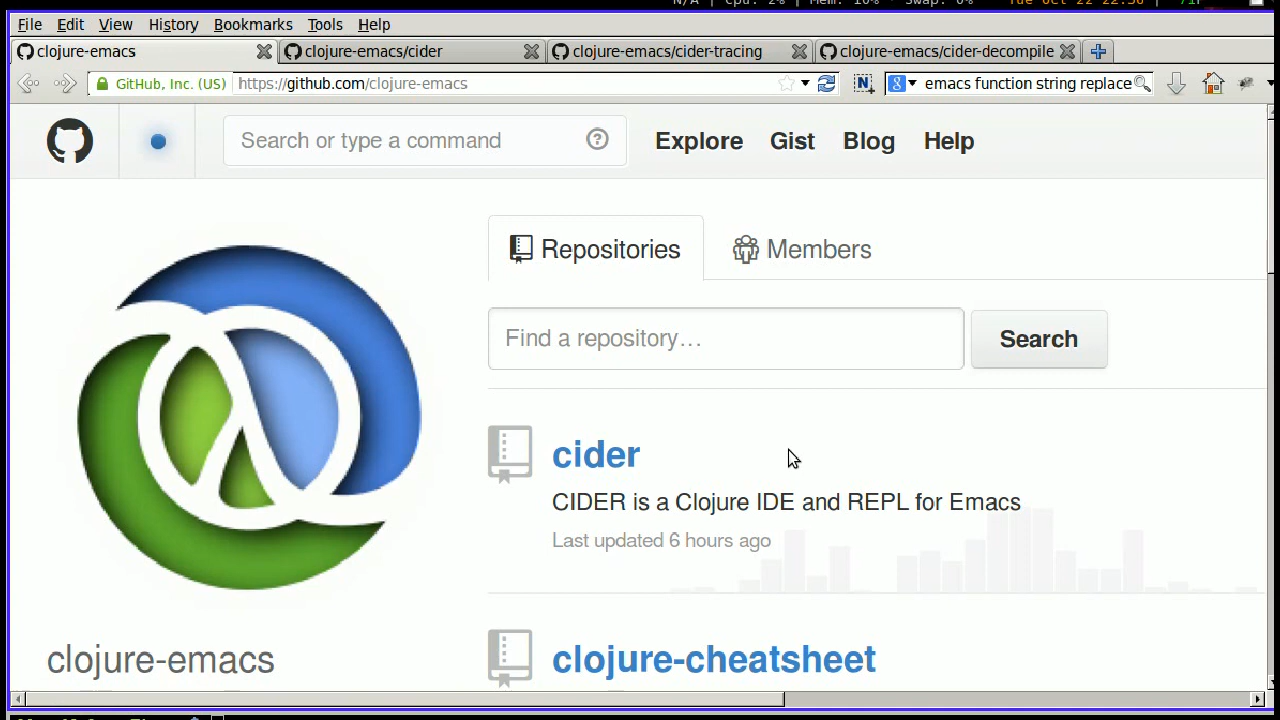 File Edit View History Bookmarks Tools Help
clojure-emacs clojure-emacs/cider clojure-emacs/cider-tracing clojure-emacs/cider-decompile
GitHub, Inc. (US) https://github.com/clojure-emacs emacs function string replace
Search or type a command Explore Gist Blog Help
Repositories Members
Find a repository… Search
cider
CIDER is a Clojure IDE and REPL for Emacs
Last updated 6 hours ago
clojure-emacs
clojure-cheatsheet